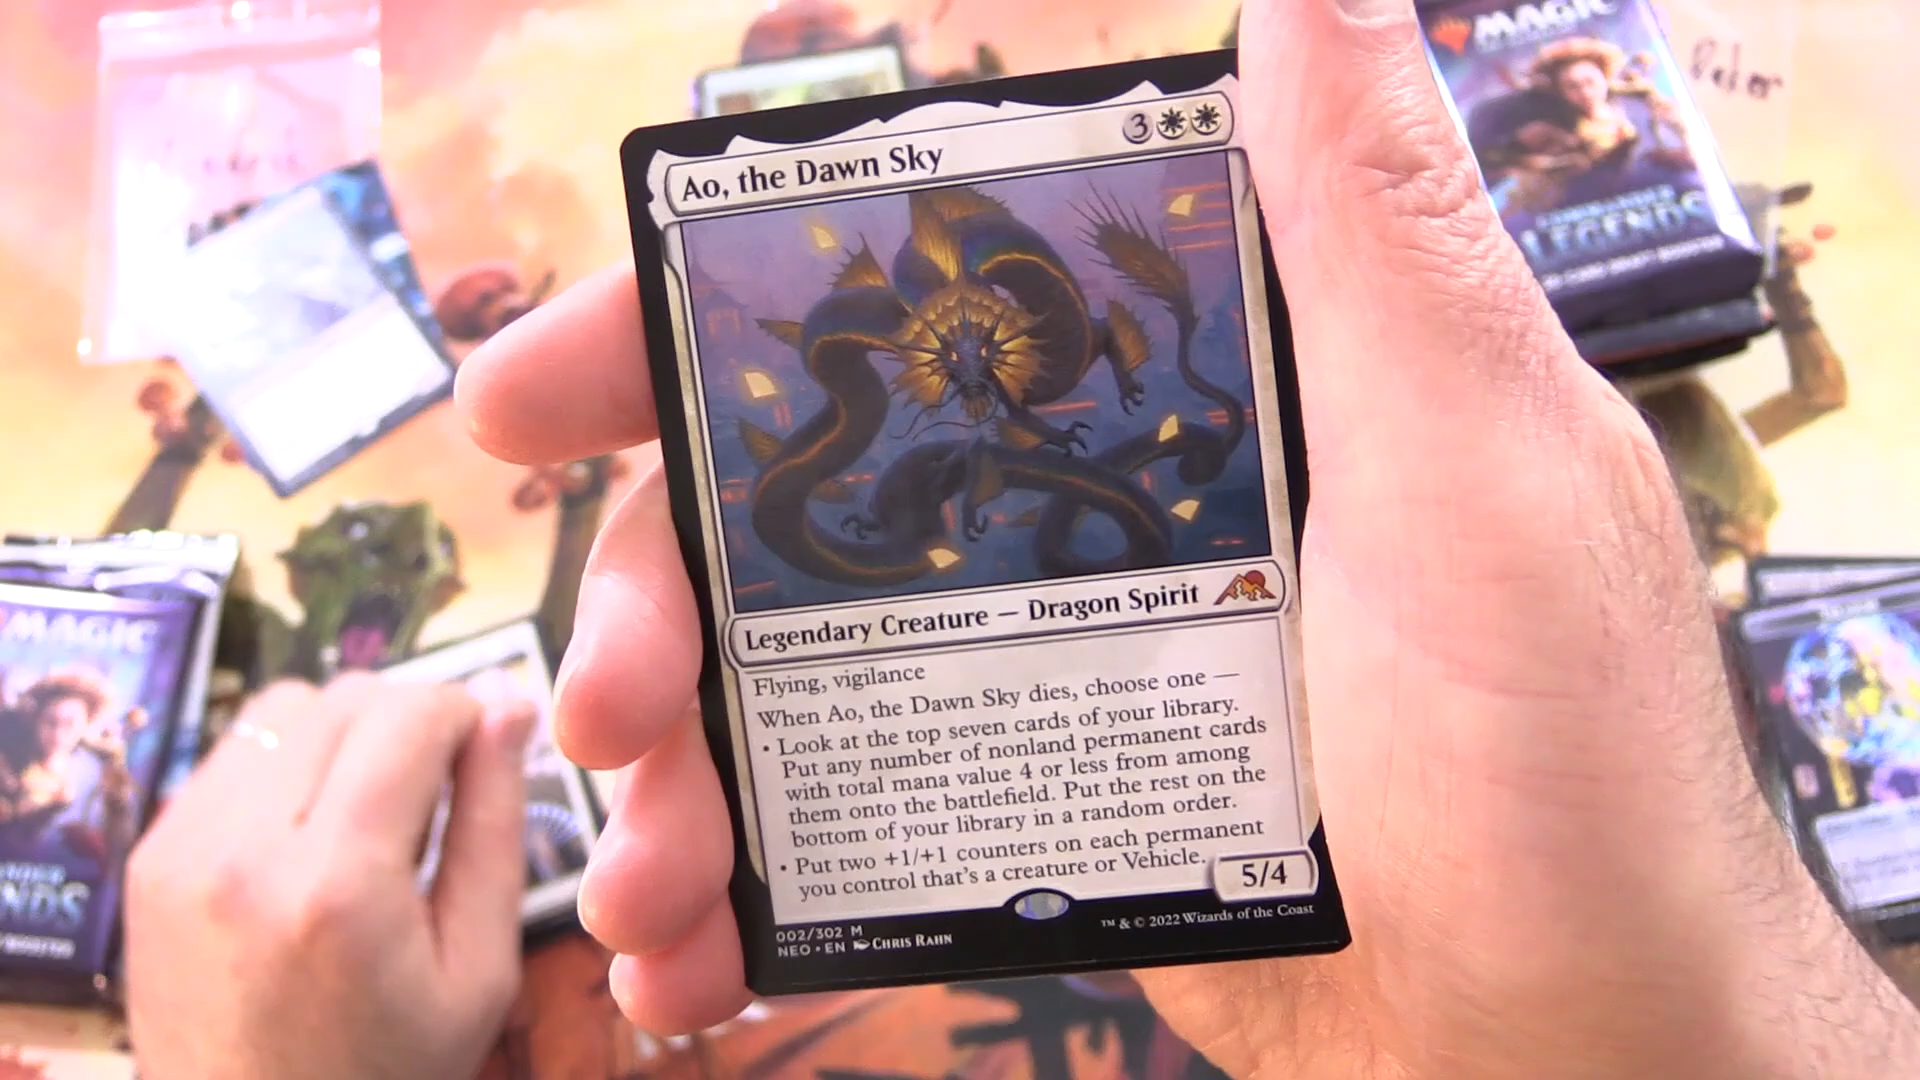 Ao, the Dawn Sky
3
Legendary Creature — Dragon Spirit
Flying, vigilance
When Ao, the Dawn Sky dies, choose one —
• Look at the top seven cards of your library.
Put any number of nonland permanent cards
with total mana value 4 or less from among
them onto the battlefield. Put the rest on the
bottom of your library in a random order.
• Put two +1/+1 counters on each permanent
you control that's a creature or Vehicle.
5/4
002/302 M
NEO • EN Chris Rahn
™ & © 2022 Wizards of the Coast
MAGIC
COMMANDER
LEGENDS
MAGIC